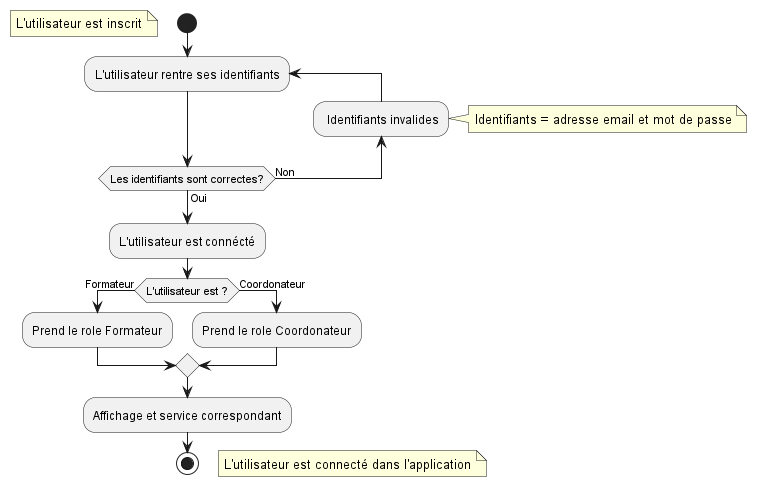 L'utilisateur est inscrit
L'utilisateur rentre ses identifiants
Identifiants invalides
Identifiants = adresse email et mot de passe
Les identifiants sont correctes?
Non
Oui
L'utilisateur est connécté
Formateur
L'utilisateur est ?
Coordonateur
Prend le role Formateur
Prend le role Coordonateur
Affichage et service correspondant
L'utilisateur est connecté dans l'application